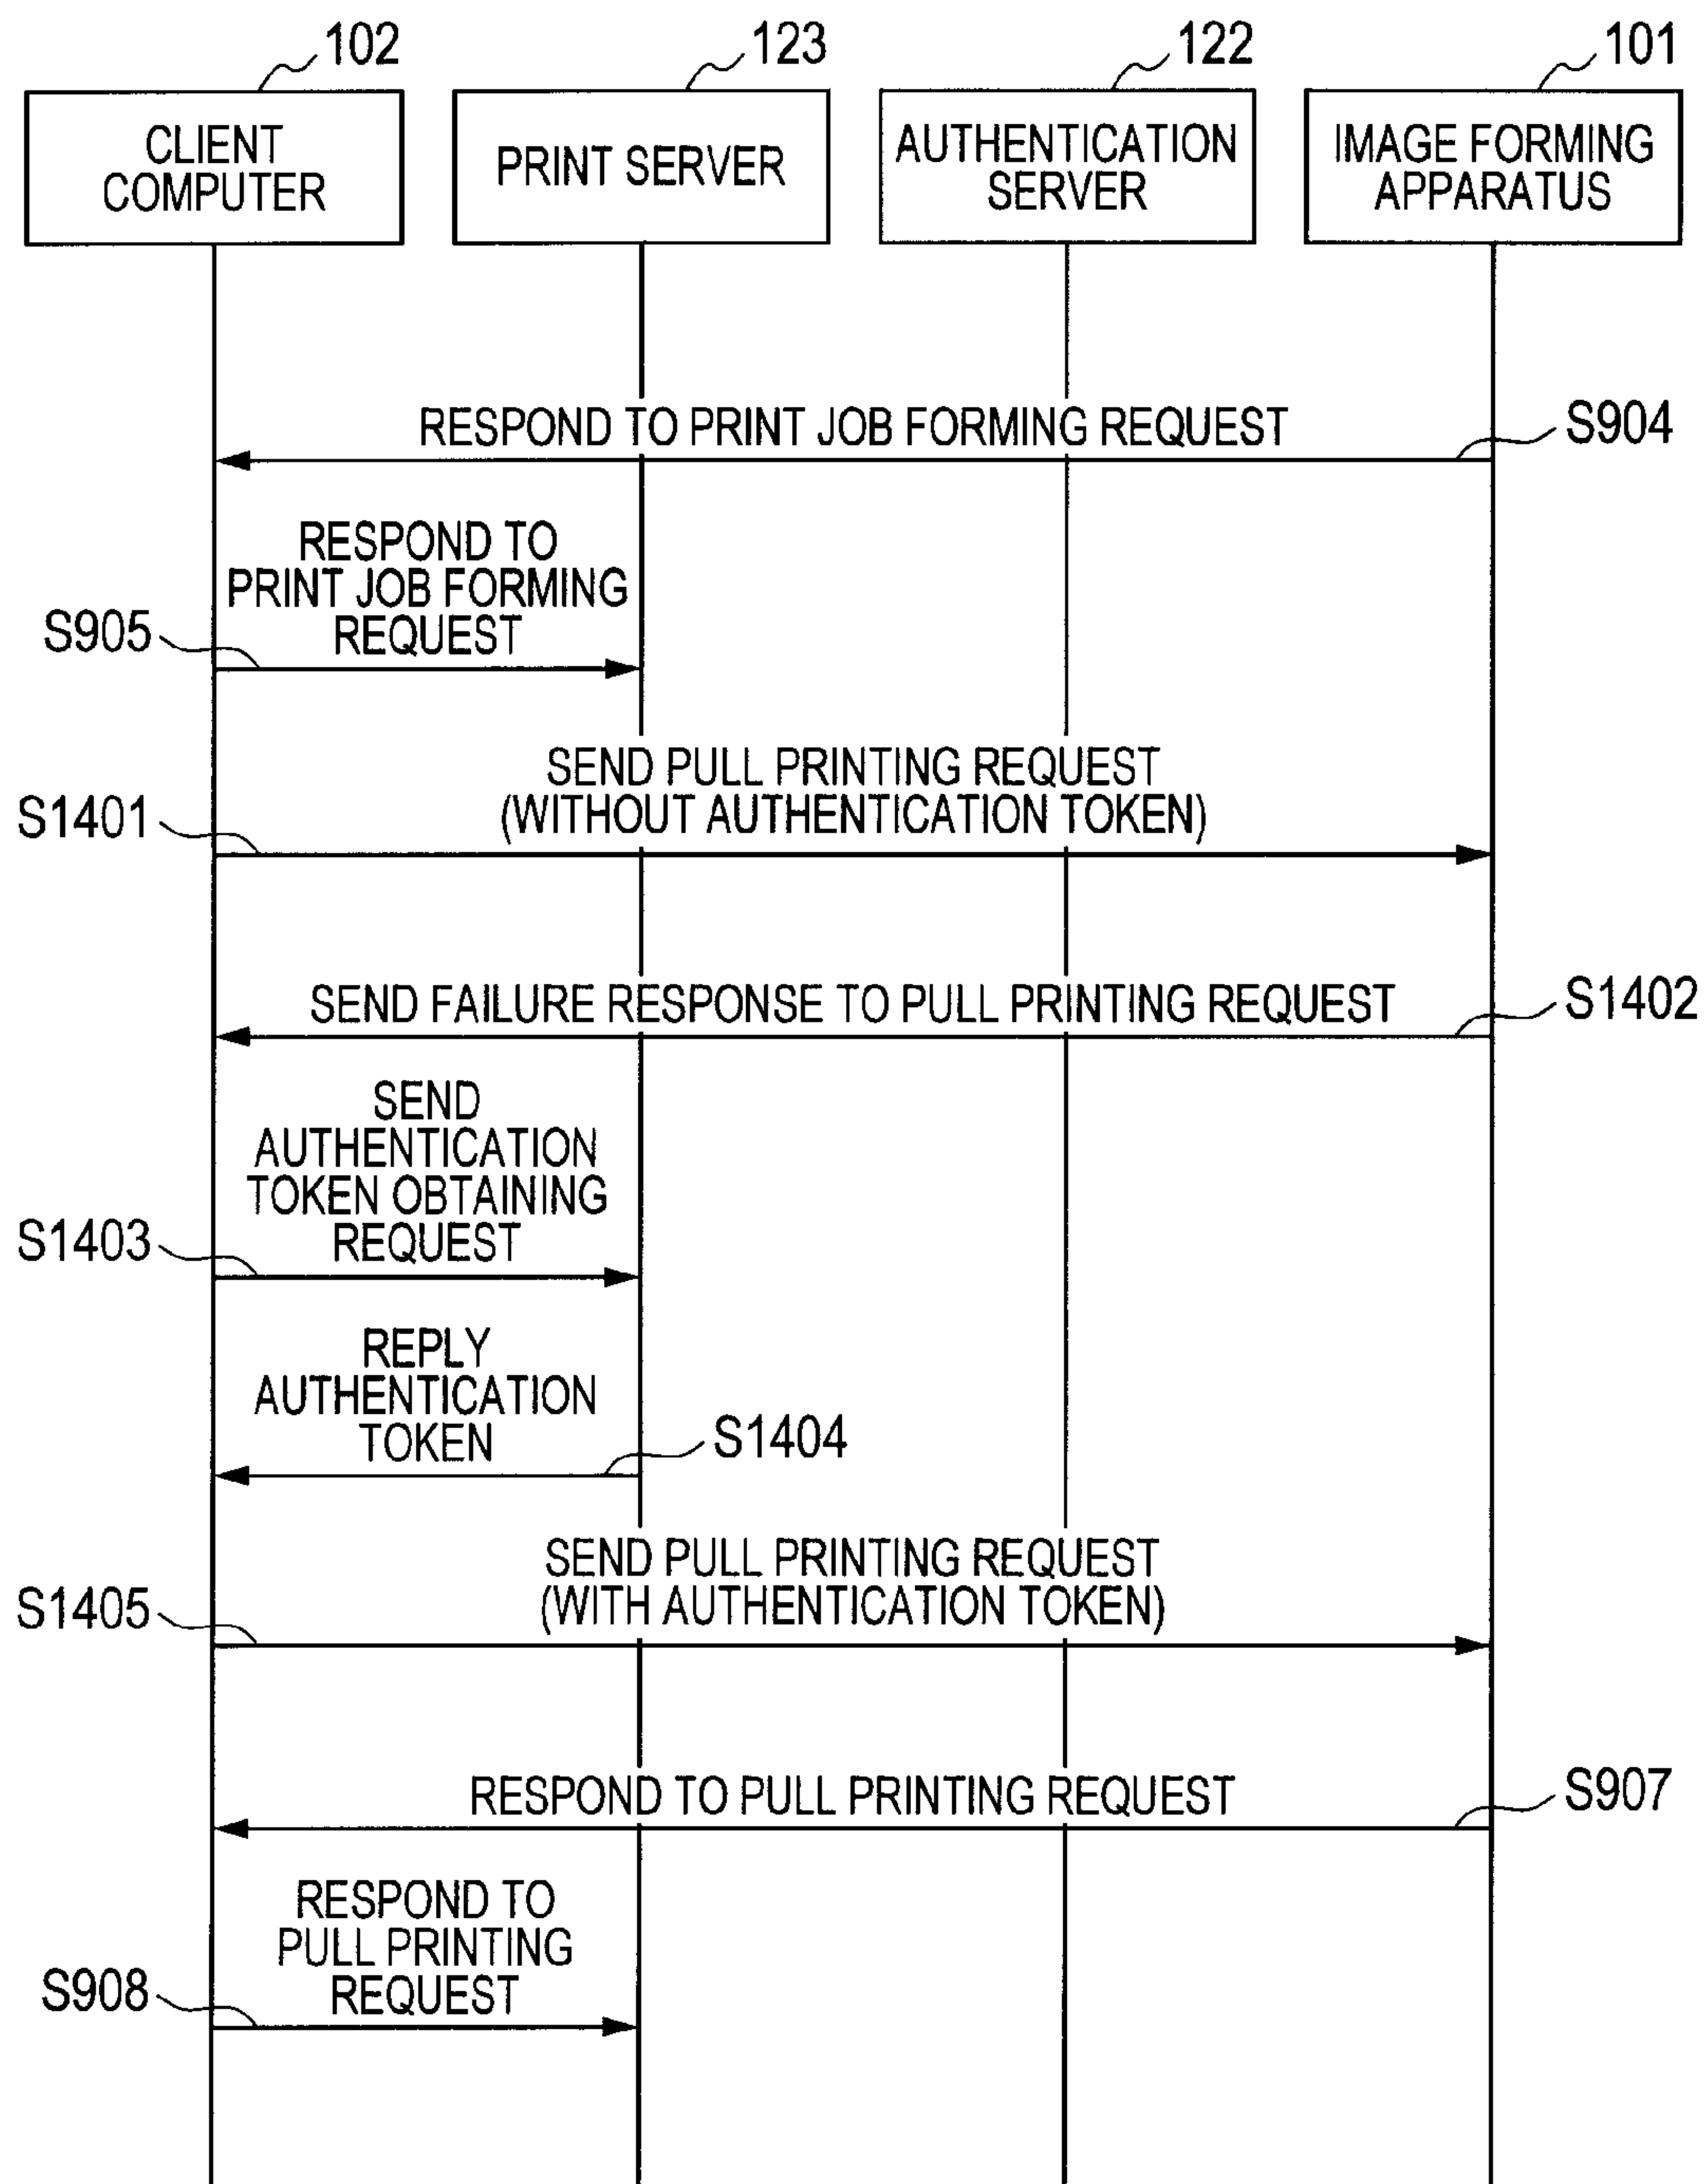 102
123
122
101
CLIENT
COMPUTER
PRINT SERVER
AUTHENTICATION
SERVER
IMAGE FORMING
APPARATUS
RESPOND TO PRINT JOB FORMING REQUEST
S904
RESPOND TO
PRINT JOB FORMING
REQUEST
S905
SEND PULL PRINTING REQUEST
(WITHOUT AUTHENTICATION TOKEN)
S1401
SEND FAILURE RESPONSE TO PULL PRINTING REQUEST
S1402
SEND
AUTHENTICATION
TOKEN OBTAINING
REQUEST
S1403
REPLY
AUTHENTICATION
TOKEN
S1404
SEND PULL PRINTING REQUEST
(WITH AUTHENTICATION TOKEN)
S1405
RESPOND TO PULL PRINTING REQUEST
S907
RESPOND TO
PULL PRINTING
REQUEST
S908